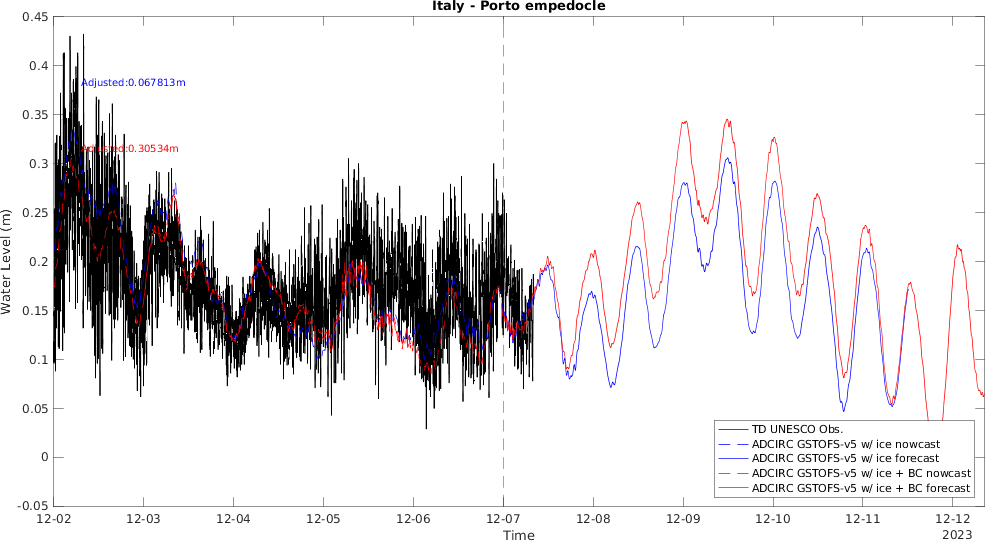 Italy - Porto empedocle
0.45
0.4
0.35
0.3
0.25
0.2
0.15
0.1
0.05
0
-0.05
Water Level (m)
Adjusted:0.067813m
Adjusted:0.30534m
TD UNESCO Obs.
ADCIRC GSTOFS-v5 w/ ice nowcast
ADCIRC GSTOFS-v5 w/ ice forecast
ADCIRC GSTOFS-v5 w/ ice + BC nowcast
ADCIRC GSTOFS-v5 w/ ice + BC forecast
12-02 12-03 12-04 12-05 12-06 12-07 12-08 12-09 12-10 12-11 12-12
Time
2023